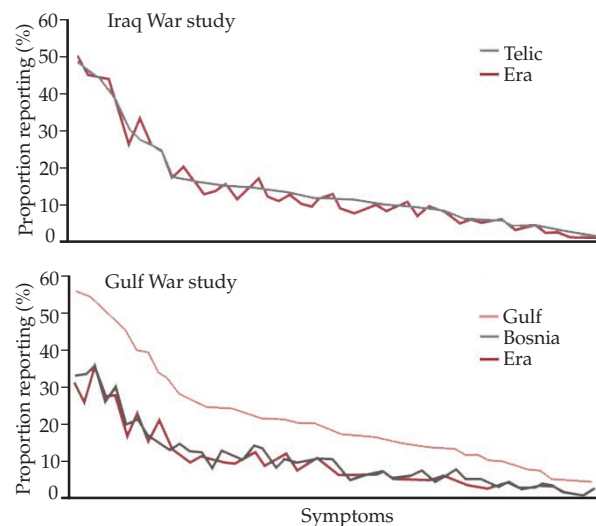 Iraq War study
Proportion reporting (%)
60
50
40
30
20
10
0
Telic
Era
Gulf War study
Proportion reporting (%)
60
50
40
30
20
10
0
Gulf
Bosnia
Era
Symptoms